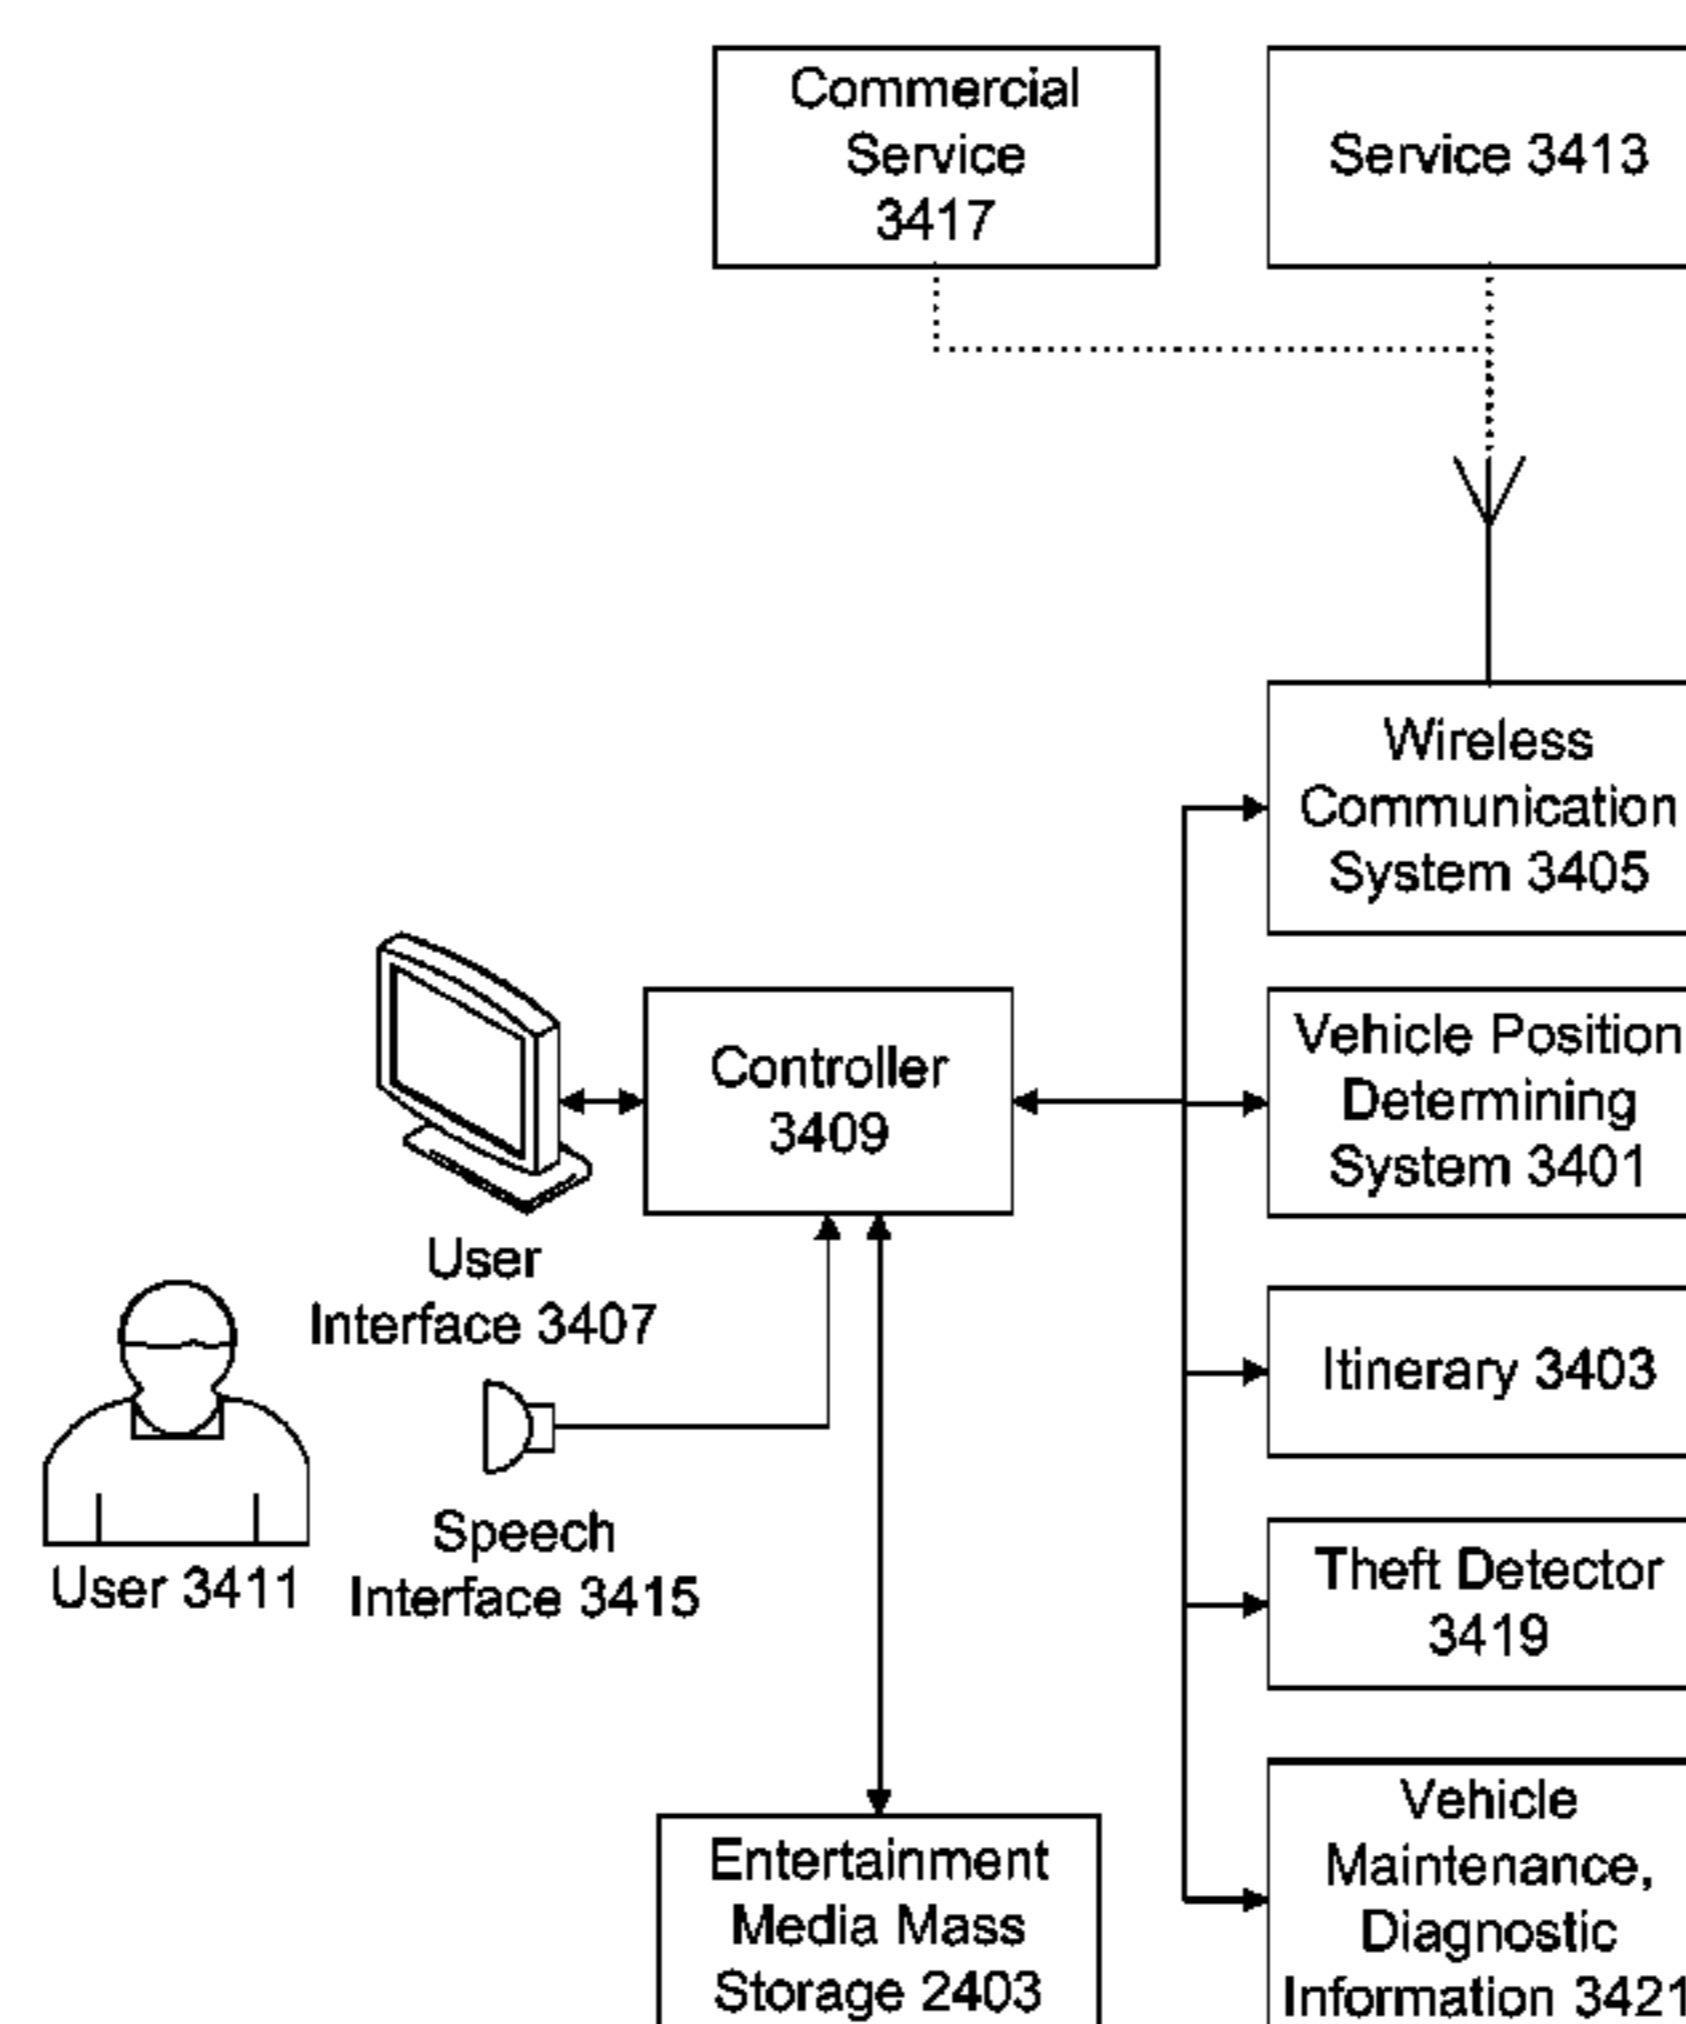 Commercial
Service
3417
Service 3413
Wireless
Communication
System 3405
Controller
3409
Vehicle Position
Determining
System 3401
User
Interface 3407
Itinerary 3403
Speech
Interface 3415
User 3411
Theft Detector
3419
Entertainment
Media Mass
Storage 2403
Vehicle
Maintenance,
Diagnostic
Information 3421